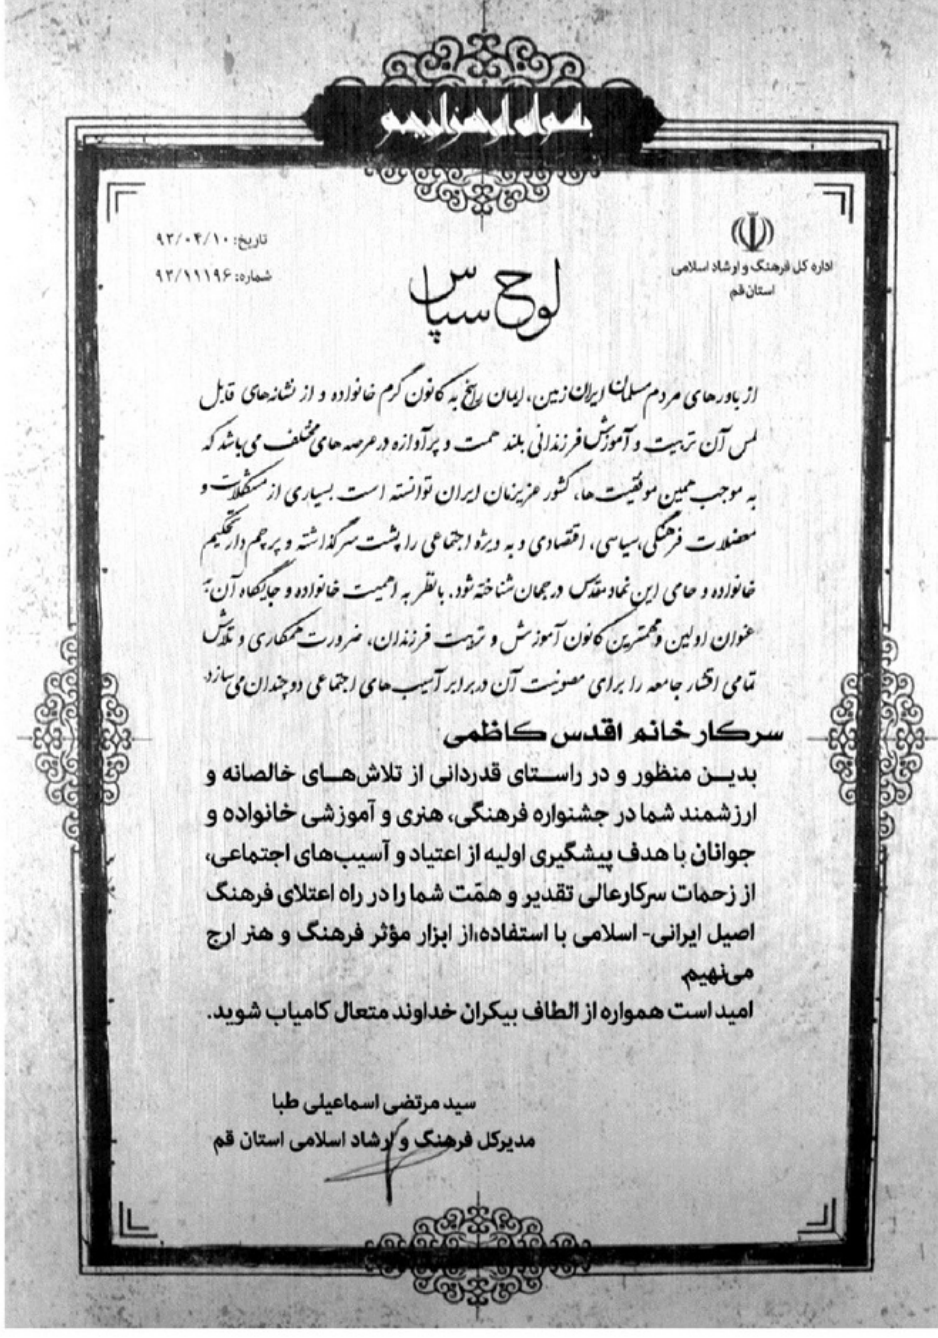 بسم الله الرحمن الرحیم
اداره کل فرهنگ و ارشاد اسلامی
استان قم
تاریخ: ۹۳/۰۴/۱۰
شماره: ۹۳/۱۱۱۹۶
لوح سپاس
از باورهای مردم مسلمان ایران زمین، ایمان راسخ به کانون گرم خانواده و از نشانه‌های قابل
لمس آن تربیت و آموزش فرزندانی بلند همت و پرآوازه در عرصه های مختلف می باشد که
به موجب همین موفقیت ها، کشور عزیزمان ایران توانسته است بسیاری از مشکلات و
معضلات فرهنگی، سیاسی، اقتصادی و به ویژه اجتماعی را پشت سر گذاشته و پرچم دار تحکیم
خانواده و حامی این نماد مقدس در جهان شناخته شود. با نظر به اهمیت خانواده و جایگاه آن به
عنوان اولین و مهمترین کانون آموزش و تربیت فرزندان، ضرورت همکاری و تلاش
تمامی اقشار جامعه را برای مصونیت آن در برابر آسیب های اجتماعی دو چندان می سازد.
سرکار خانم اقدس کاظمی
بدین منظور و در راستای قدردانی از تلاش‌های خالصانه و
ارزشمند شما در جشنواره فرهنگی، هنری و آموزشی خانواده و
جوانان با هدف پیشگیری اولیه از اعتیاد و آسیب‌های اجتماعی،
از زحمات سرکارعالی تقدیر و همّت شما را در راه اعتلای فرهنگ
اصیل ایرانی- اسلامی با استفاده از ابزار مؤثر فرهنگ و هنر ارج
می‌نهیم
امید است همواره از الطاف بیکران خداوند متعال کامیاب شوید.
سید مرتضی اسماعیلی طبا
مدیرکل فرهنگ و ارشاد اسلامی استان قم